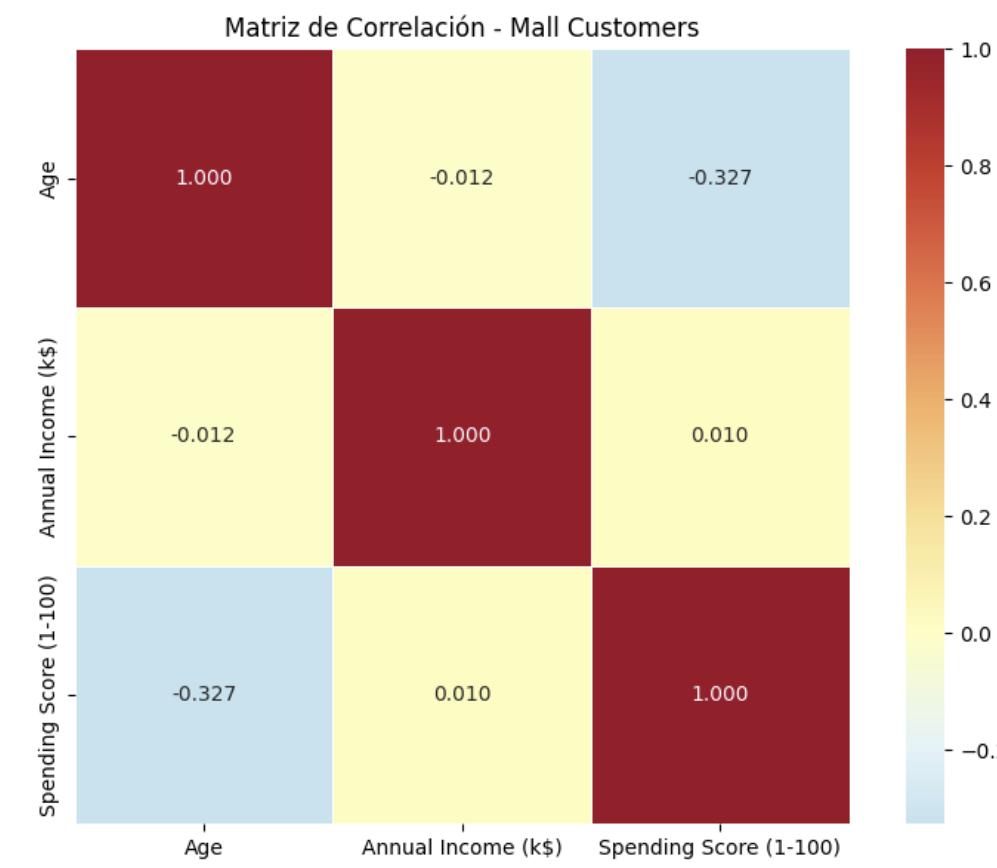 Matriz de Correlación - Mall Customers
1.000 -0.012 -0.327
-0.012 1.000 0.010
-0.327 0.010 1.000
Age
Annual Income (k$)
Spending Score (1-100)
Age Annual Income (k$) Spending Score (1-100)
1.0
0.8
0.6
0.4
0.2
0.0